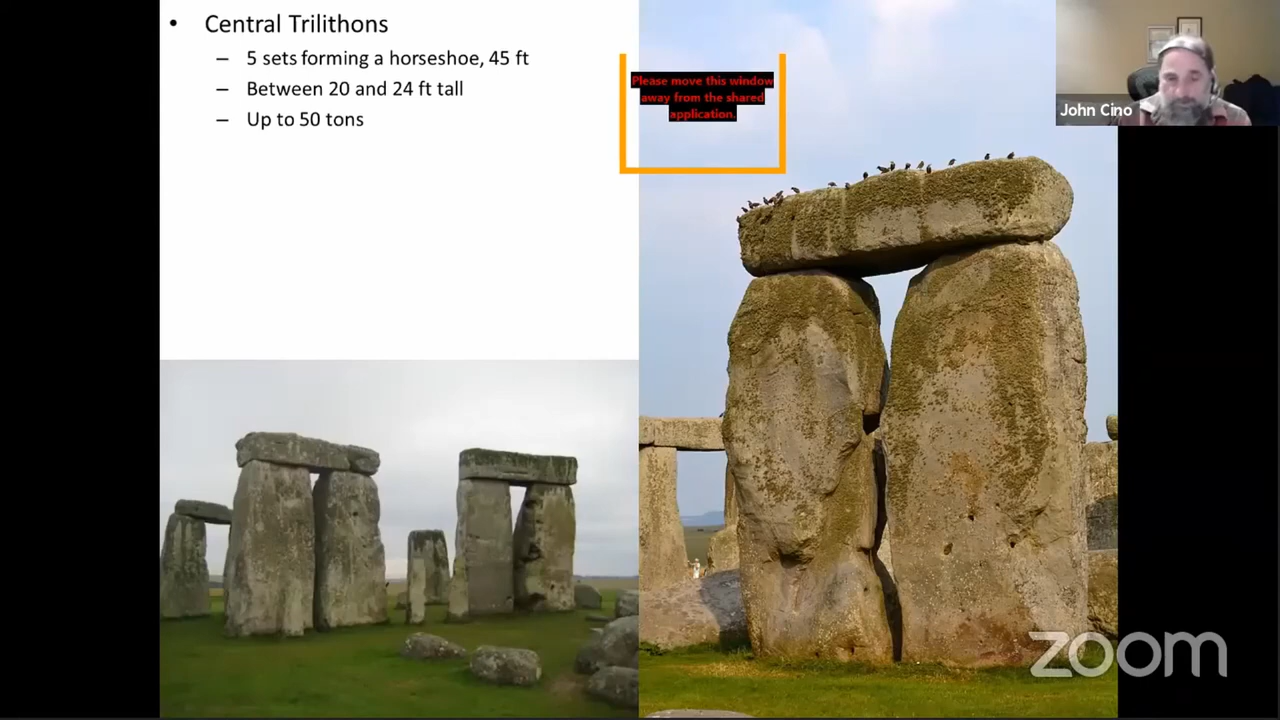 • Central Trilithons
– 5 sets forming a horseshoe, 45 ft
– Between 20 and 24 ft tall
– Up to 50 tons
Please move this window
away from the shared
application.
John Cino
zoom